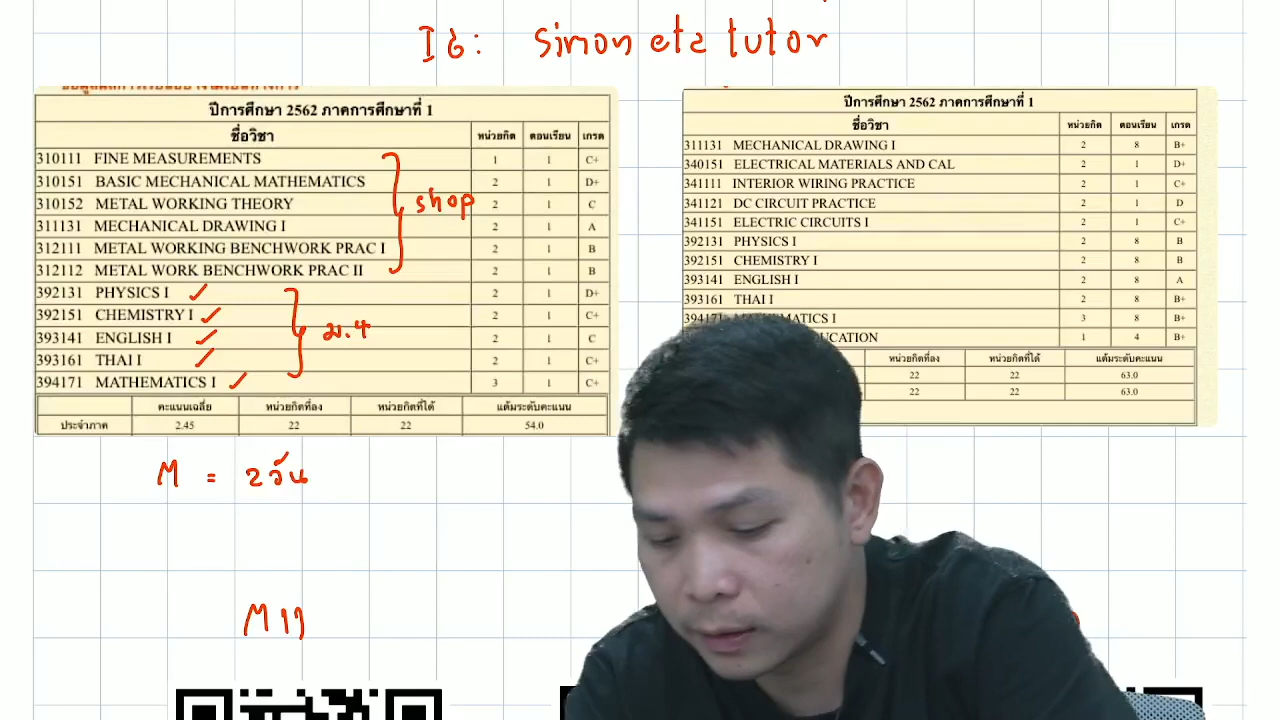 IG: simon etz tutor
ปีการศึกษา 2562 ภาคการศึกษาที่ 1
ชื่อวิชา หน่วยกิต ตอนเรียน เกรด
310111 FINE MEASUREMENTS 1 1 C+
310151 BASIC MECHANICAL MATHEMATICS 2 1 D+
310152 METAL WORKING THEORY 2 1 C
311131 MECHANICAL DRAWING I 2 1 A
312111 METAL WORKING BENCHWORK PRAC I 2 1 B
312112 METAL WORK BENCHWORK PRAC II 2 1 B
392131 PHYSICS I 2 1 D+
392151 CHEMISTRY I 2 1 C+
393141 ENGLISH I 2 1 C
393161 THAI I 2 1 C+
394171 MATHEMATICS I 3 1 C+
คะแนนเฉลี่ย หน่วยกิตที่ลง หน่วยกิตที่ได้ แต้มระดับคะแนน
ประจำภาค 2.45 22 22 54.0
shop
ม.4
M = 2 วัน
M
ปีการศึกษา 2562 ภาคการศึกษาที่ 1
ชื่อวิชา หน่วยกิต ตอนเรียน เกรด
311131 MECHANICAL DRAWING I 2 8 B+
340151 ELECTRICAL MATERIALS AND CAL 2 1 D+
341111 INTERIOR WIRING PRACTICE 2 1 C+
341121 DC CIRCUIT PRACTICE 2 1 D
341151 ELECTRIC CIRCUITS I 2 1 C+
392131 PHYSICS I 2 8 B
392151 CHEMISTRY I 2 8 B
393141 ENGLISH I 2 8 A
393161 THAI I 2 8 B+
394171 MATHEMATICS I 3 8 B+
UCATION 1 4 B+
หน่วยกิตที่ลง หน่วยกิตที่ได้ แต้มระดับคะแนน
22 22 63.0
22 22 63.0